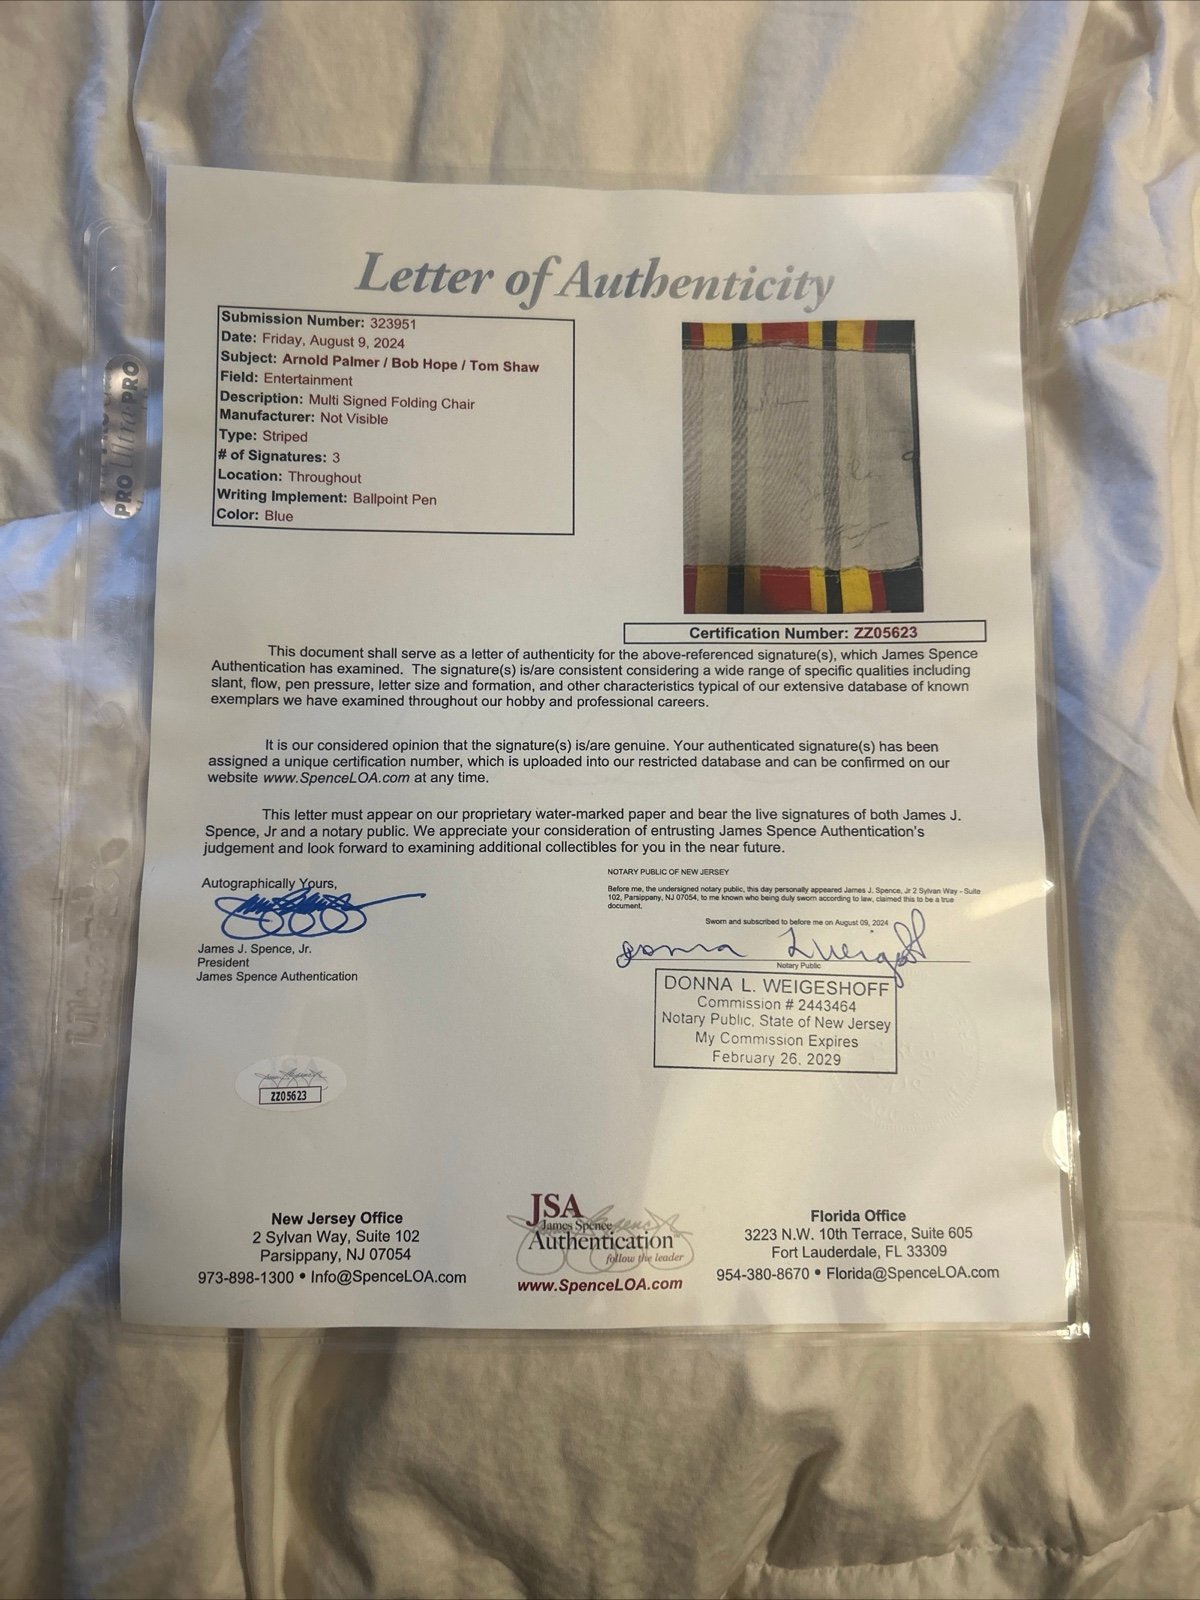 Letter of Authenticity
Submission Number: 323951
Date: Friday, August 9, 2024
Subject: Arnold Palmer / Bob Hope / Tom Shaw
Field: Entertainment
Description: Multi Signed Folding Chair
Manufacturer: Not Visible
Type: Striped
# of Signatures: 3
Location: Throughout
Writing Implement: Ballpoint Pen
Color: Blue
Certification Number: ZZ05623
This document shall serve as a letter of authenticity for the above-referenced signature(s), which James Spence
Authentication has examined. The signature(s) is/are consistent considering a wide range of specific qualities including
slant, flow, pen pressure, letter size and formation, and other characteristics typical of our extensive database of known
exemplars we have examined throughout our hobby and professional careers.
It is our considered opinion that the signature(s) is/are genuine. Your authenticated signature(s) has been
assigned a unique certification number, which is uploaded into our restricted database and can be confirmed on our
website www.SpenceLOA.com at any time.
This letter must appear on our proprietary water-marked paper and bear the live signatures of both James J.
Spence, Jr and a notary public. We appreciate your consideration of entrusting James Spence Authentication's
judgement and look forward to examining additional collectibles for you in the near future.
Autographically Yours,
James J. Spence, Jr.
President
James Spence Authentication
NOTARY PUBLIC OF NEW JERSEY
Before me, the undersigned notary public, this day personally appeared James J. Spence, Jr 2 Sylvan Way - Suite
102, Parsippany, NJ 07054, to me known who being duly sworn according to law, claimed this to be a true
document.
Sworn and subscribed to before me on August 09, 2024
Donna L Weigeshoff
Notary Public
DONNA L. WEIGESHOFF
Commission # 2443464
Notary Public, State of New Jersey
My Commission Expires
February 26, 2029
ZZ05623
New Jersey Office
2 Sylvan Way, Suite 102
Parsippany, NJ 07054
973-898-1300 • Info@SpenceLOA.com
JSA
James Spence
Authentication
follow the leader
www.SpenceLOA.com
Florida Office
3223 N.W. 10th Terrace, Suite 605
Fort Lauderdale, FL 33309
954-380-8670 • Florida@SpenceLOA.com
Ultra PRO